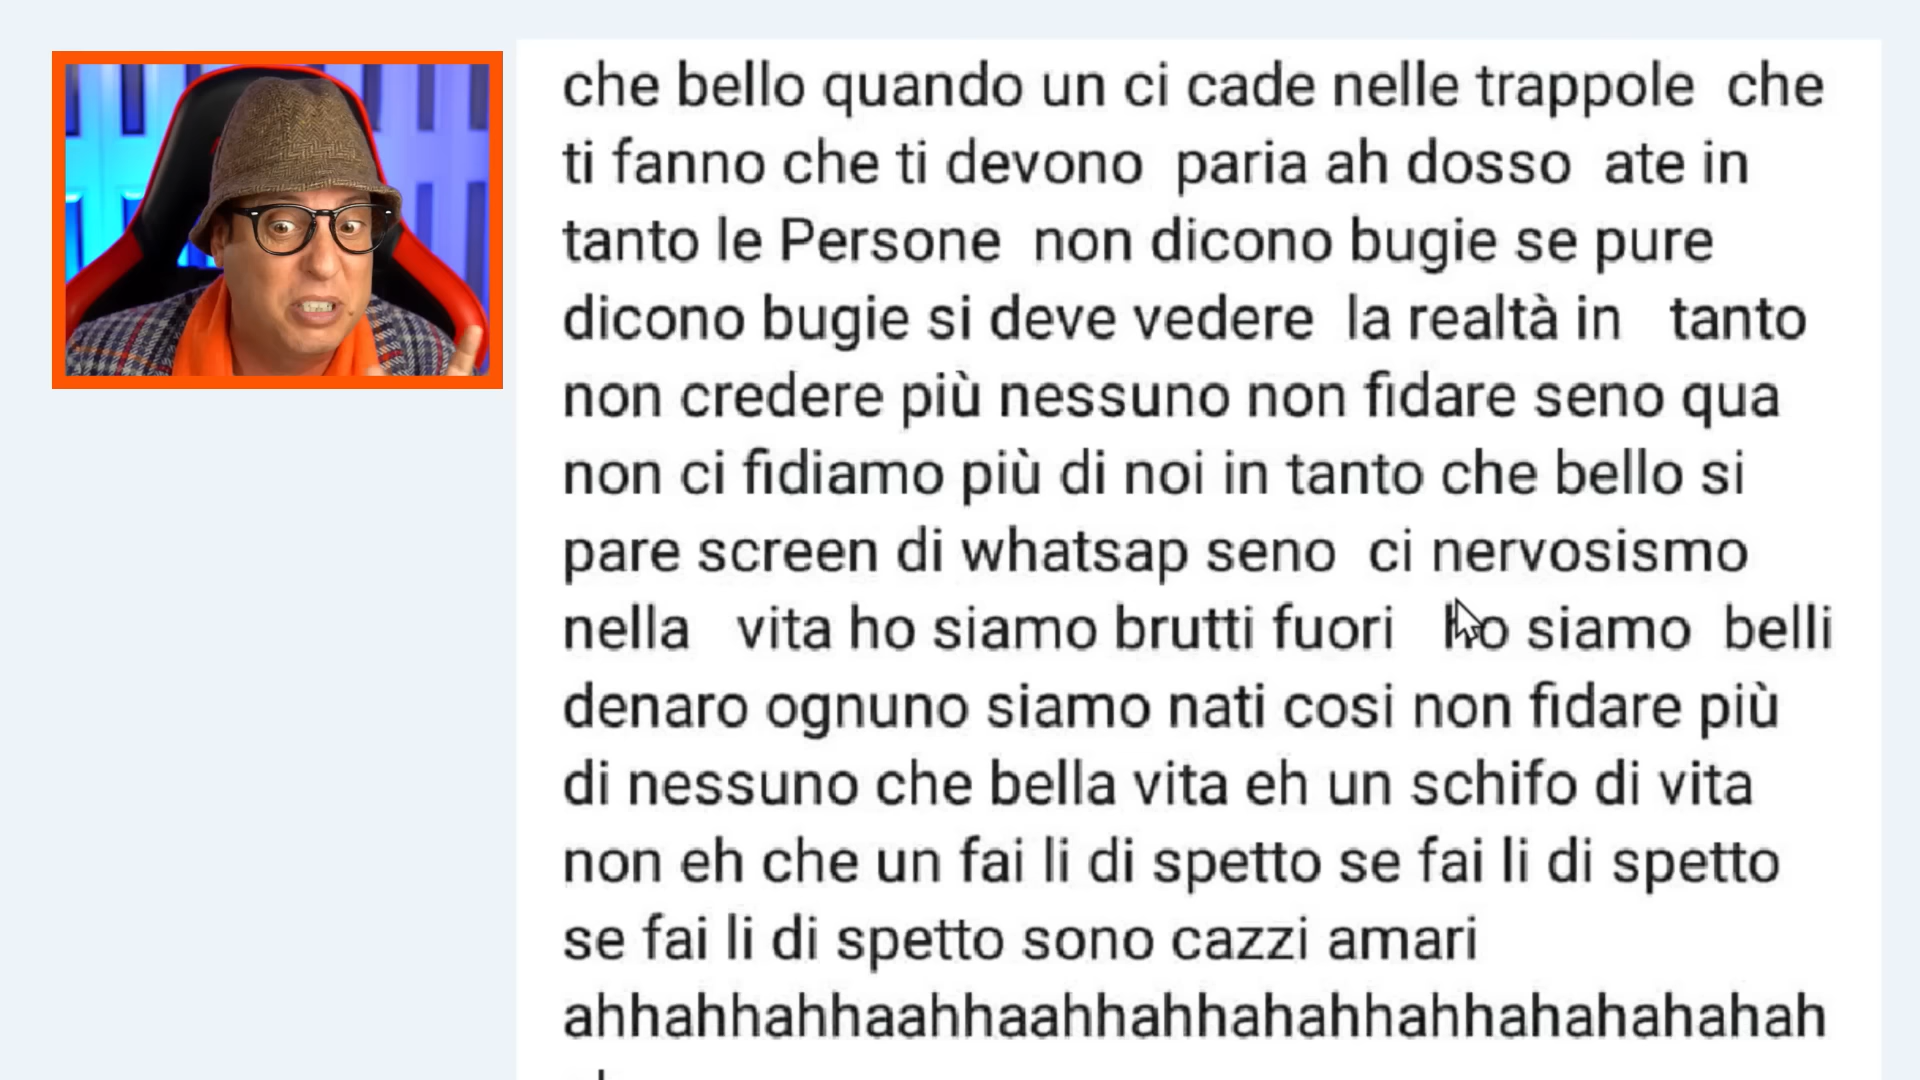 che bello quando un ci cade nelle trappole che
ti fanno che ti devono paria ah dosso ate in
tanto le Persone non dicono bugie se pure
dicono bugie si deve vedere la realtà in tanto
non credere più nessuno non fidare seno qua
non ci fidiamo più di noi in tanto che bello si
pare screen di whatsap seno ci nervosismo
nella vita ho siamo brutti fuori ho siamo belli
denaro ognuno siamo nati cosi non fidare più
di nessuno che bella vita eh un schifo di vita
non eh che un fai li di spetto se fai li di spetto
se fai li di spetto sono cazzi amari
ahhahhahhaahhaahhahhahahhahhahahahahah